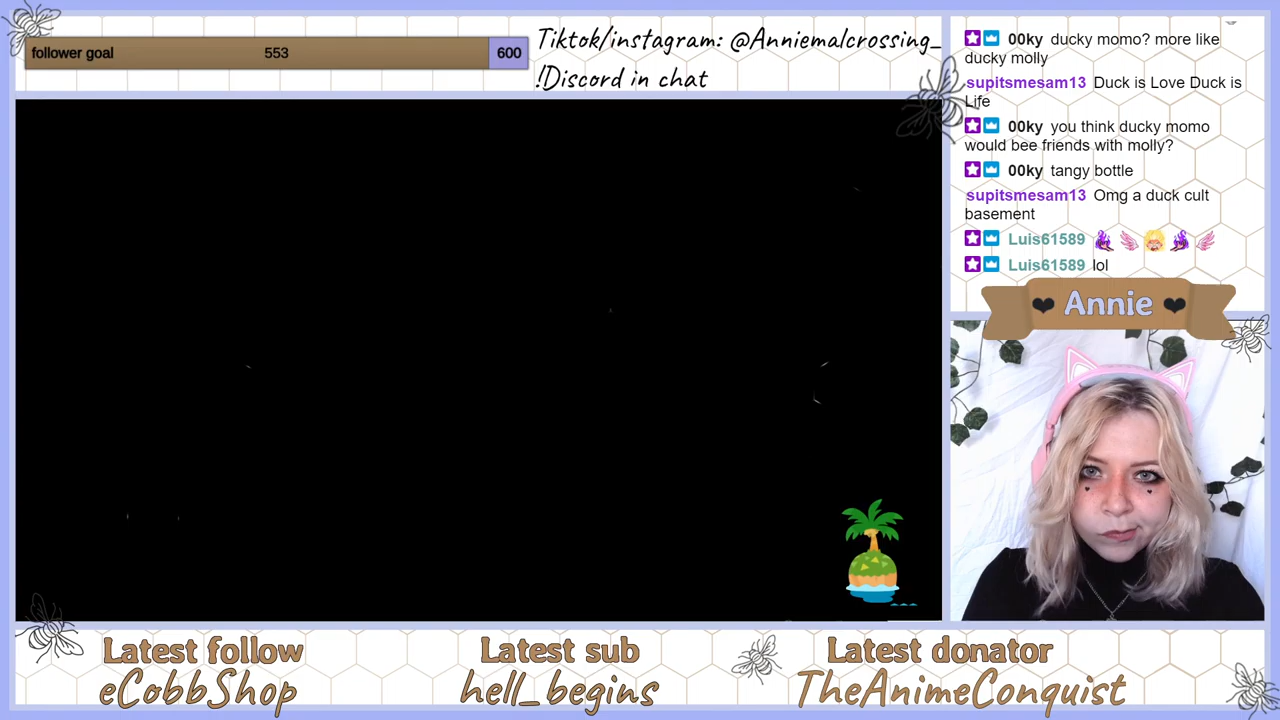 follower goal 553 600
Tiktok/instagram: @Anniemalcrossing_
!Discord in chat
00ky ducky momo? more like
ducky molly
supitsmesam13 Duck is Love Duck is
Life
00ky you think ducky momo
would bee friends with molly?
00ky tangy bottle
supitsmesam13 Omg a duck cult
basement
Luis61589
Luis61589 lol
Annie
Latest follow
eCobbShop
Latest sub
hell_begins
Latest donator
TheAnimeConquist